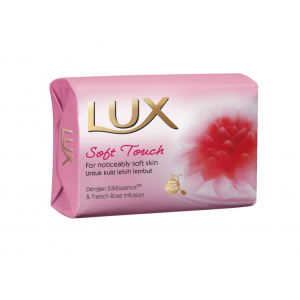 LUX
Soft Touch
For noticeably soft skin
Untuk kulit lebih lembut
Dengan SilkEssence™
& French Rose Infusion